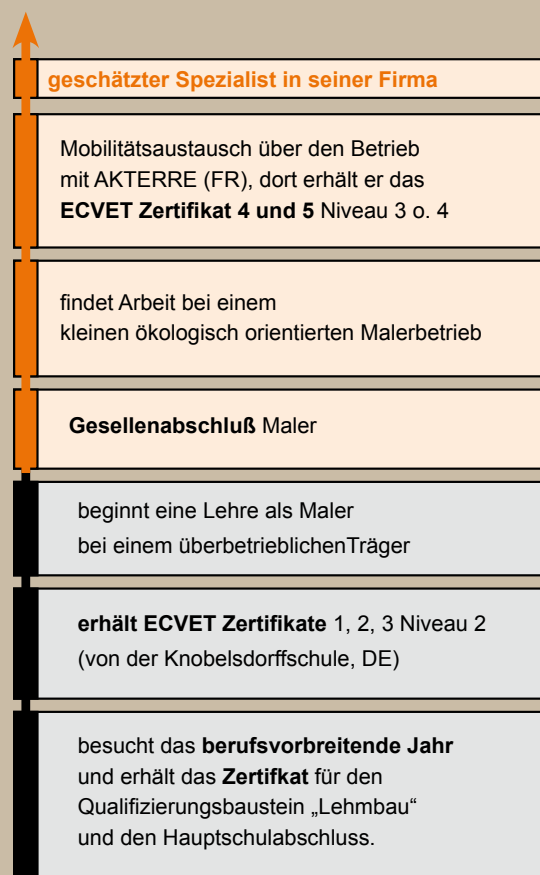 geschätzter Spezialist in seiner Firma
Mobilitätsaustausch über den Betrieb
mit AKTERRE (FR), dort erhält er das
ECVET Zertifikat 4 und 5 Niveau 3 o. 4
findet Arbeit bei einem
kleinen ökologisch orientierten Malerbetrieb
Gesellenabschluß Maler
beginnt eine Lehre als Maler
bei einem überbetrieblichenTräger
erhält ECVET Zertifikate 1, 2, 3 Niveau 2
(von der Knobelsdorffschule, DE)
besucht das berufsvorbreitende Jahr
und erhält das Zertifkat für den
Qualifizierungsbaustein „Lehmbau“
und den Hauptschulabschluss.